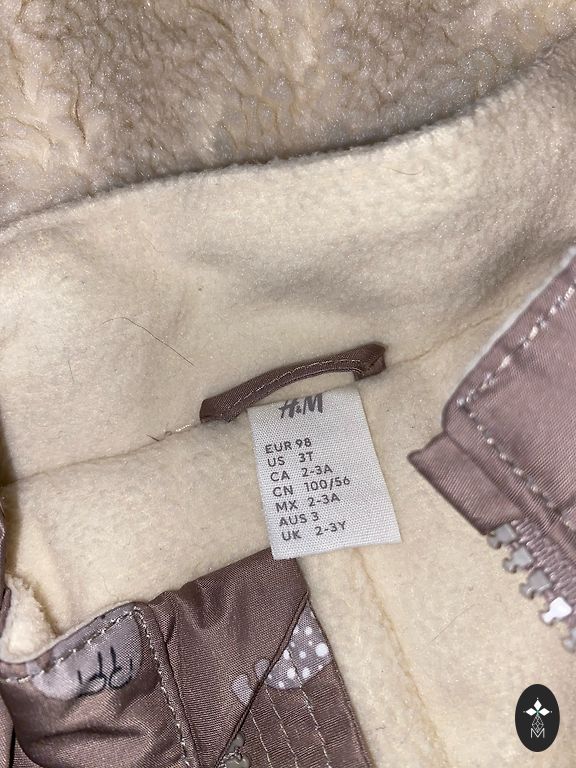 H&M
EUR 98
US 3T
CA 2-3A
CN 100/56
MX 2-3A
AUS 3
UK 2-3Y
M